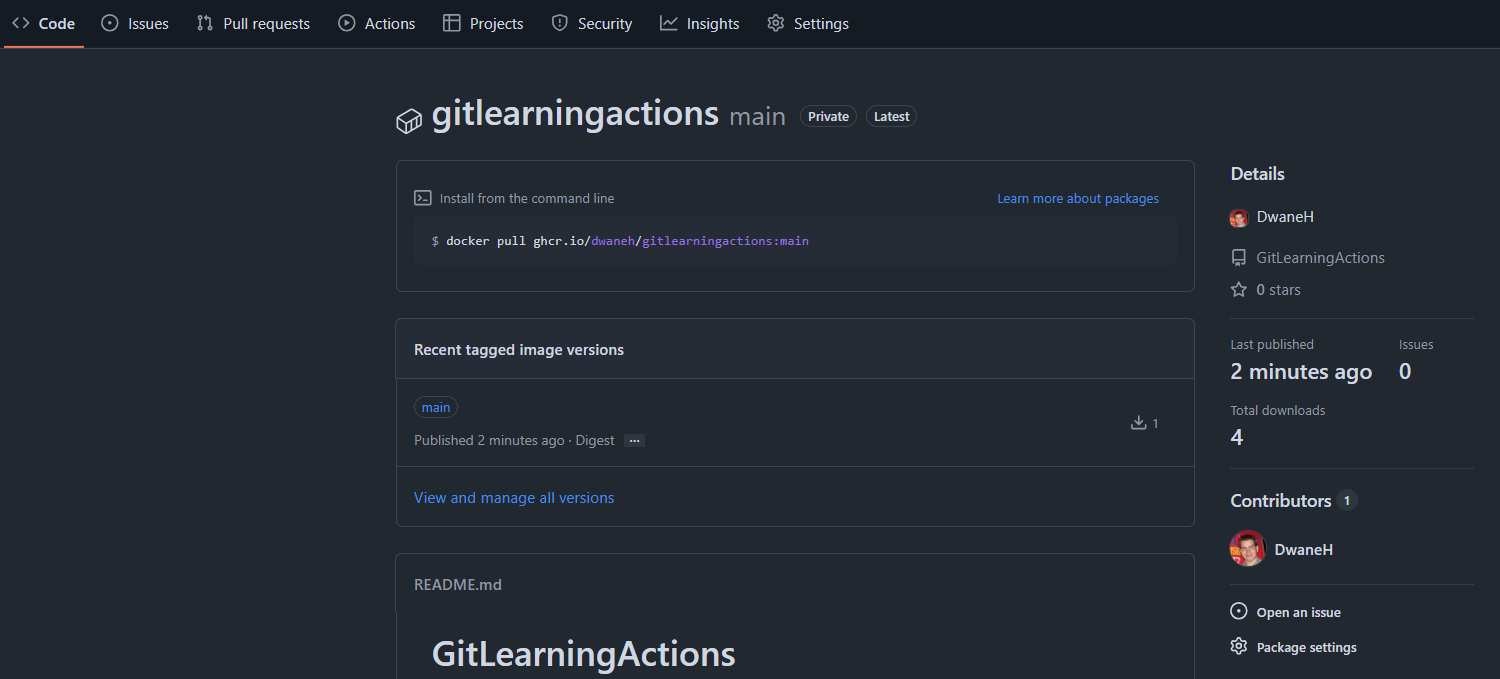 Code Issues Pull requests Actions Projects Security Insights Settings
gitlearningactions main Private Latest
Install from the command line Learn more about packages
$ docker pull ghcr.io/dwaneh/gitlearningactions:main
Recent tagged image versions
main
Published 2 minutes ago · Digest ...
1
View and manage all versions
README.md
GitLearningActions
Details
DwaneH
GitLearningActions
0 stars
Last published Issues
2 minutes ago 0
Total downloads
4
Contributors 1
DwaneH
Open an issue
Package settings